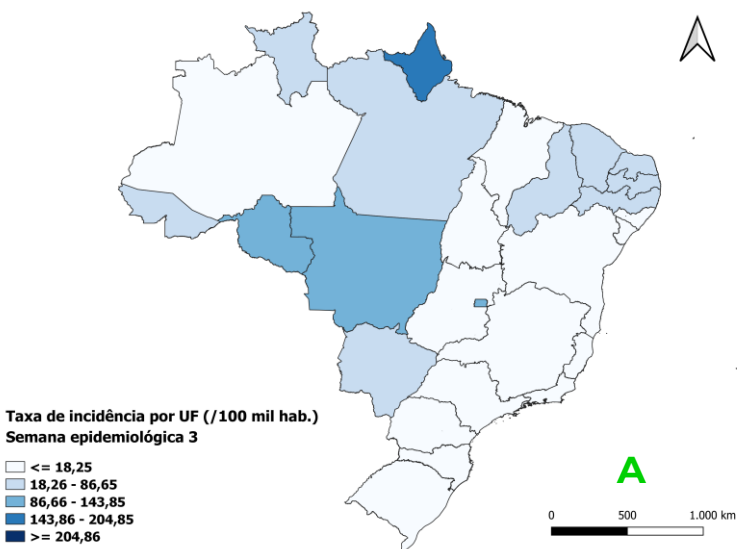 Taxa de incidência por UF (/100 mil hab.)
Semana epidemiológica 3
<= 18,25
18,26 - 86,65
86,66 - 143,85
143,86 - 204,85
>= 204,86
A
0 500 1.000 km